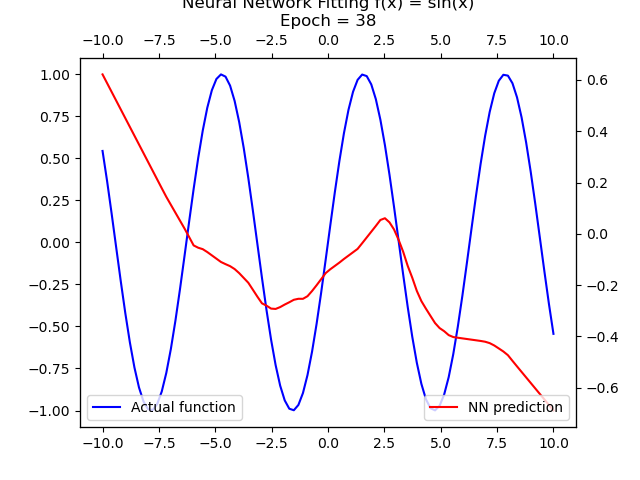 Neural Network Fitting f(x) = sin(x)
Epoch = 38
−10.0 −7.5 −5.0 −2.5 0.0 2.5 5.0 7.5 10.0
1.00
0.75
0.50
0.25
0.00
−0.25
−0.50
−0.75
−1.00
0.6
0.4
0.2
0.0
−0.2
−0.4
−0.6
Actual function
NN prediction
−10.0 −7.5 −5.0 −2.5 0.0 2.5 5.0 7.5 10.0